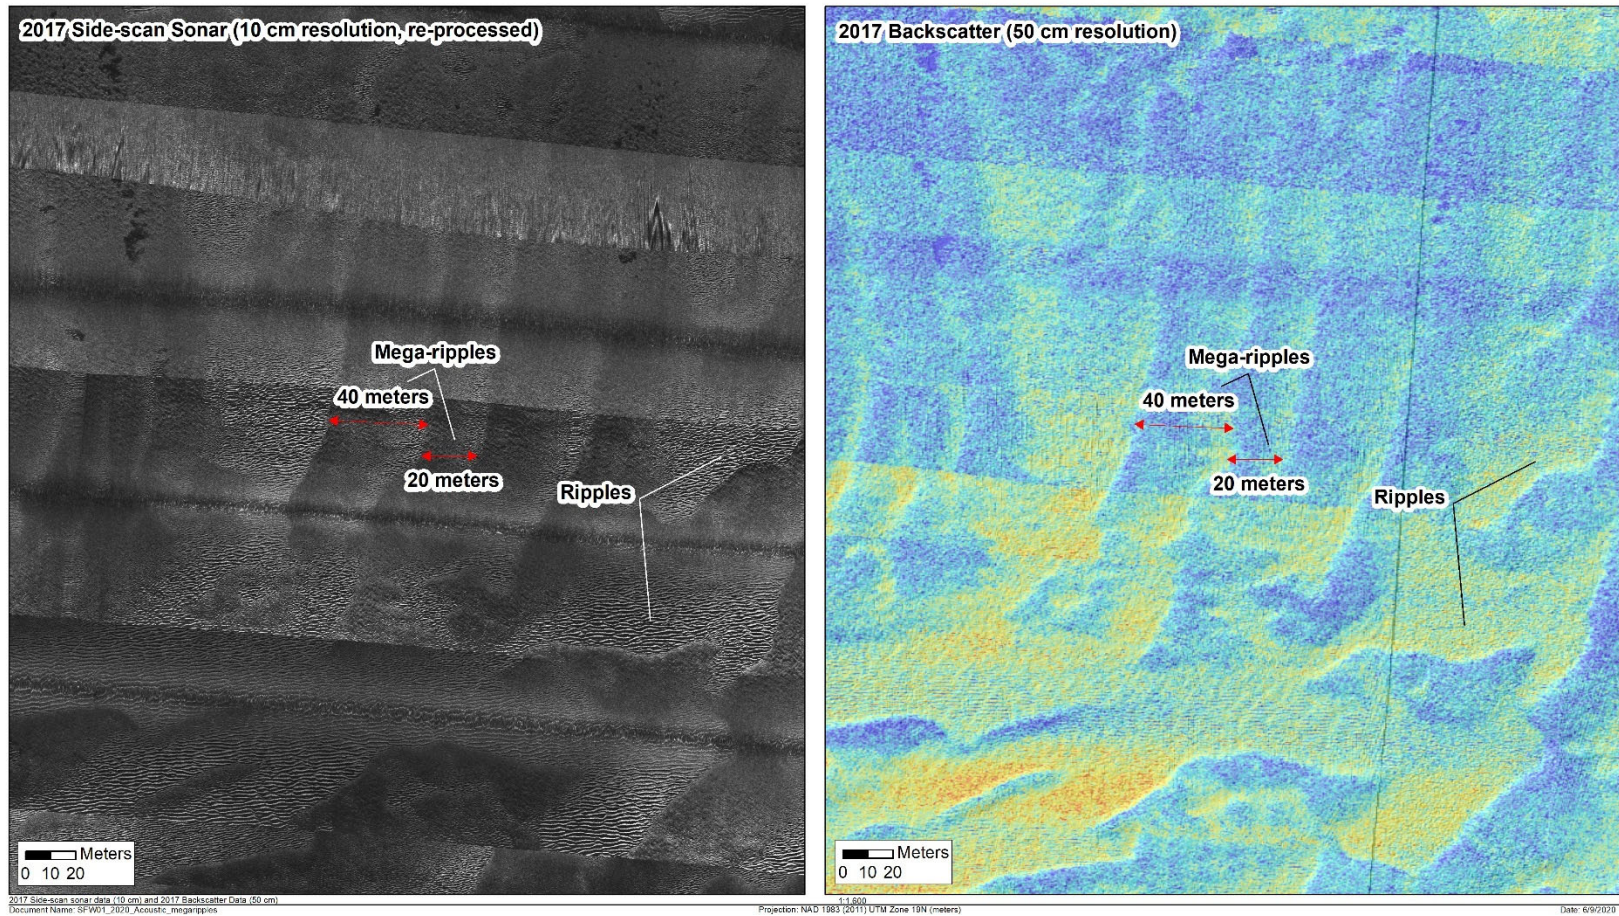 2017 Side-scan Sonar (10 cm resolution, re-processed)
Mega-ripples
40 meters
20 meters
Ripples
Meters
0 10 20
2017 Backscatter (50 cm resolution)
Mega-ripples
40 meters
20 meters
Ripples
Meters
0 10 20
2017 Side-scan sonar data (10 cm) and 2017 Backscatter Data (50 cm)
1:1,600
Document Name: SFW01_2020_Acoustic_megaripples
Projection: NAD 1983 (2011) UTM Zone 19N (meters)
Date: 6/9/2020